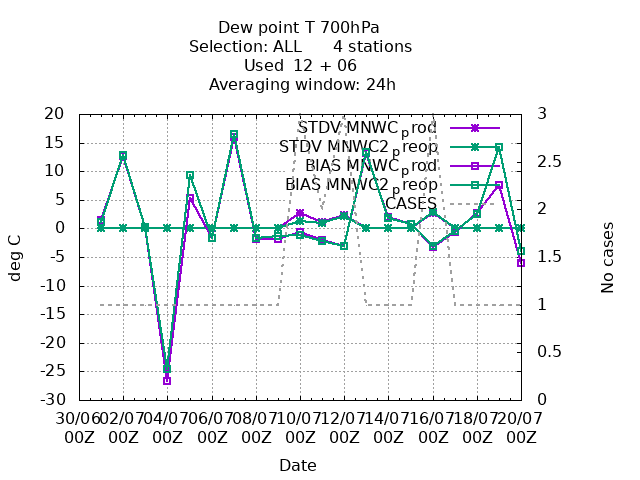 Dew point T 700hPa
Selection: ALL      4 stations
Used  12 + 06
Averaging window: 24h
STDV MNWC_prod
STDV MNWC2_preop
BIAS MNWC_prod
BIAS MNWC2_preop
CASES
20
15
10
5
0
-5
-10
-15
-20
-25
-30
3
2.5
2
1.5
1
0.5
0
deg C
No cases
30/06 02/07 04/07 06/07 08/07 10/07 12/07 14/07 16/07 18/07 20/07
00Z 00Z 00Z 00Z 00Z 00Z 00Z 00Z 00Z 00Z 00Z
Date